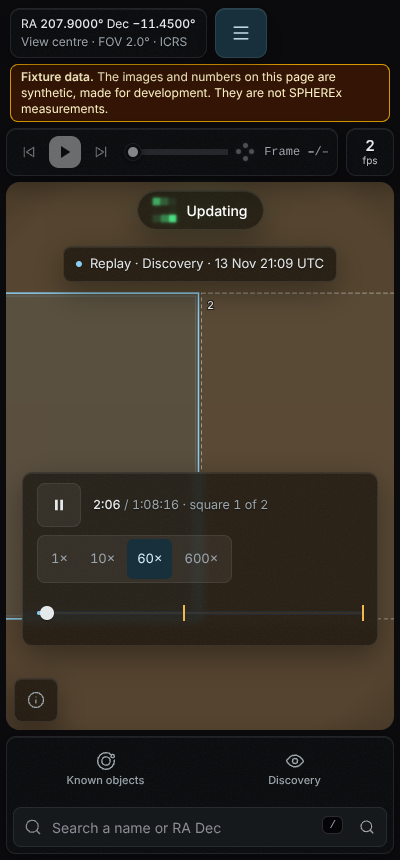 RA 207.9000° Dec −11.4500°
View centre · FOV 2.0° · ICRS
Fixture data. The images and numbers on this page are
synthetic, made for development. They are not SPHEREx
measurements.
Frame –/–
2
fps
Updating
Replay · Discovery · 13 Nov 21:09 UTC
2
2:06 / 1:08:16 · square 1 of 2
1× 10× 60× 600×
Known objects
Discovery
Search a name or RA Dec
/